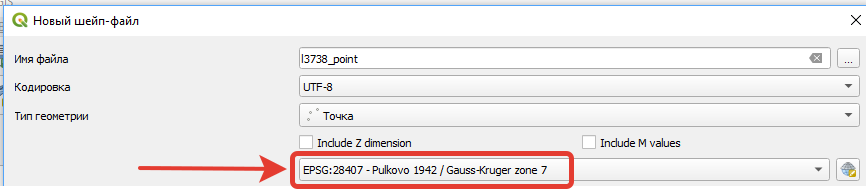 Новый шейп-файл
Имя файла
l3738_point
...
Кодировка
UTF-8
Тип геометрии
Точка
Include Z dimension
Include M values
EPSG:28407 - Pulkovo 1942 / Gauss-Kruger zone 7